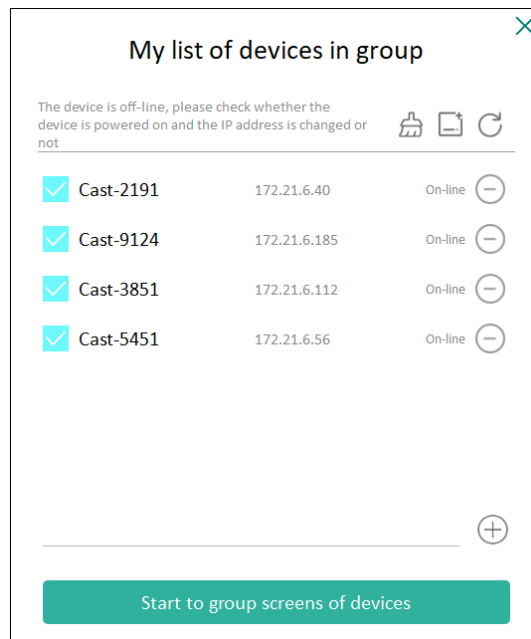 My list of devices in group
The device is off-line, please check whether the
device is powered on and the IP address is changed or
not
Cast-2191 172.21.6.40 On-line
Cast-9124 172.21.6.185 On-line
Cast-3851 172.21.6.112 On-line
Cast-5451 172.21.6.56 On-line
Start to group screens of devices